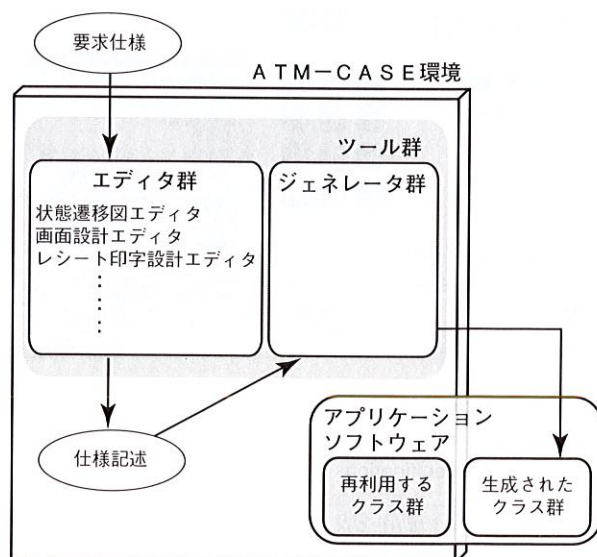 要求仕様
ATM－CASE環境
ツール群
エディタ群
状態遷移図エディタ
画面設計エディタ
レシート印字設計エディタ
ジェネレータ群
仕様記述
アプリケーション
ソフトウェア
再利用する
クラス群
生成された
クラス群